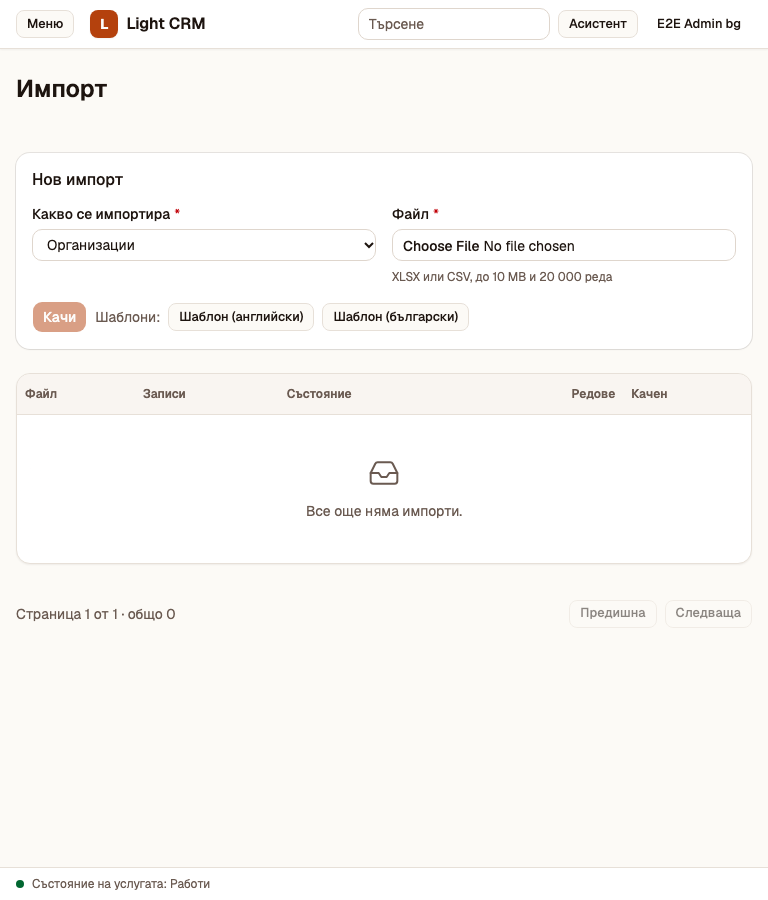 Меню
L
Light CRM
Търсене
Асистент
E2E Admin bg
Импорт
Нов импорт
Какво се импортира *
Файл *
Организации
Choose File No file chosen
XLSX или CSV, до 10 MB и 20 000 реда
Качи
Шаблони:
Шаблон (английски)
Шаблон (български)
Файл
Записи
Състояние
Редове
Качен
Все още няма импорти.
Страница 1 от 1 · общо 0
Предишна
Следваща
Състояние на услугата: Работи